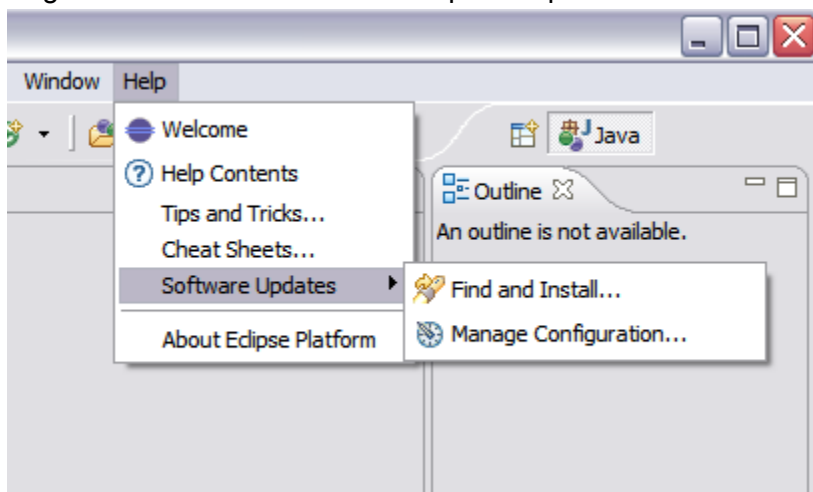 Window Help
Welcome
Java
Help Contents
Outline
Tips and Tricks...
An outline is not available.
Cheat Sheets...
Software Updates
Find and Install...
Manage Configuration...
About Eclipse Platform